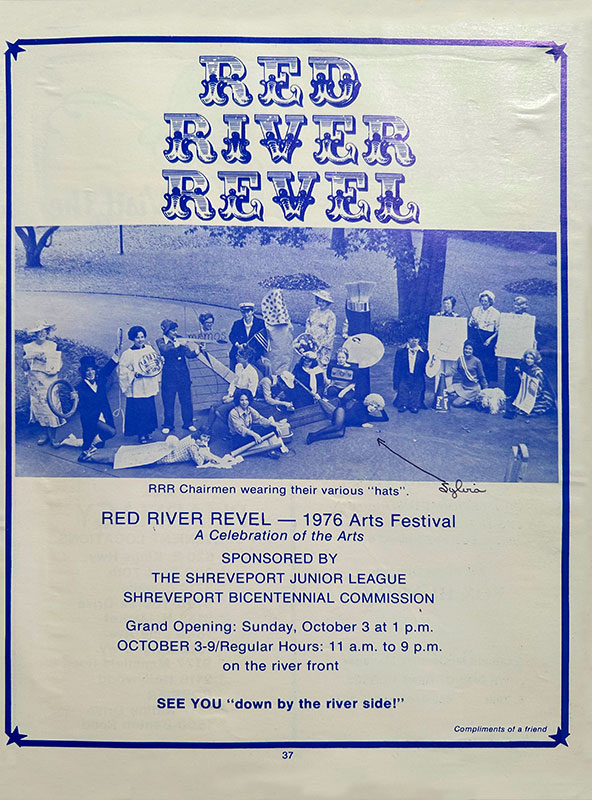 RED
RIVER
REVEL
memos
RRR Chairmen wearing their various "hats".
Sylvia
RED RIVER REVEL — 1976 Arts Festival
A Celebration of the Arts
SPONSORED BY
THE SHREVEPORT JUNIOR LEAGUE
SHREVEPORT BICENTENNIAL COMMISSION
Grand Opening: Sunday, October 3 at 1 p.m.
OCTOBER 3-9/Regular Hours: 11 a.m. to 9 p.m.
on the river front
SEE YOU "down by the river side!"
Compliments of a friend
37